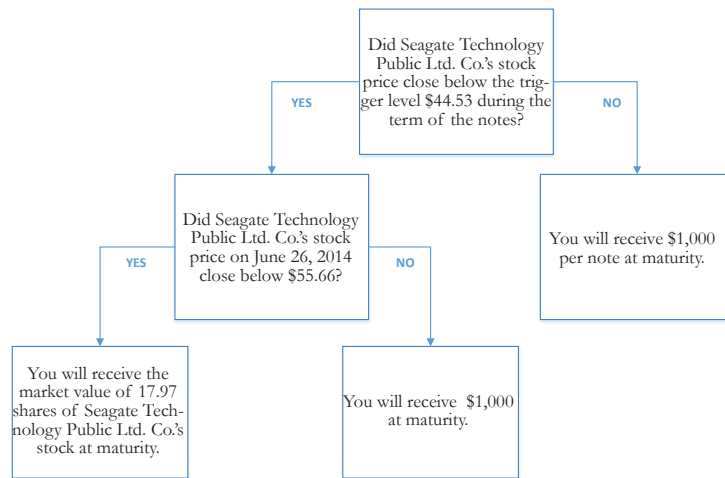 Did Seagate Technology
Public Ltd. Co.'s stock
price close below the trig-
ger level $44.53 during the
term of the notes?
YES
NO
Did Seagate Technology
Public Ltd. Co.'s stock
price on June 26, 2014
close below $55.66?
You will receive $1,000
per note at maturity.
YES
NO
You will receive the
market value of 17.97
shares of Seagate Tech-
nology Public Ltd. Co.'s
stock at maturity.
You will receive $1,000
at maturity.